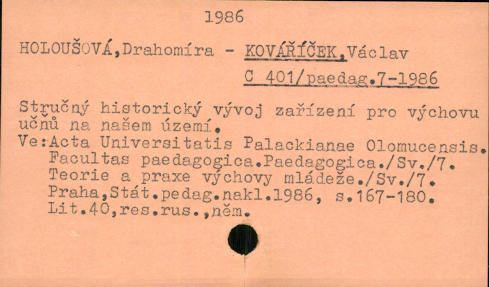 1986
HOLOUŠOVÁ,Drahomíra - KOVÁŘÍČEK,Václav
C 401/paedag.7-1986
Stručný historický vývoj zařízení pro výchovu
učňů na našem území.
Ve:Acta Universitatis Palackianae Olomucensis.
Facultas paedagogica.Paedagogica./Sv./7.
Teorie a praxe výchovy mládeže./Sv./7.
Praha,Stát.pedag.nakl.1986, s.167-180.
Lit.40,res.rus.,něm.